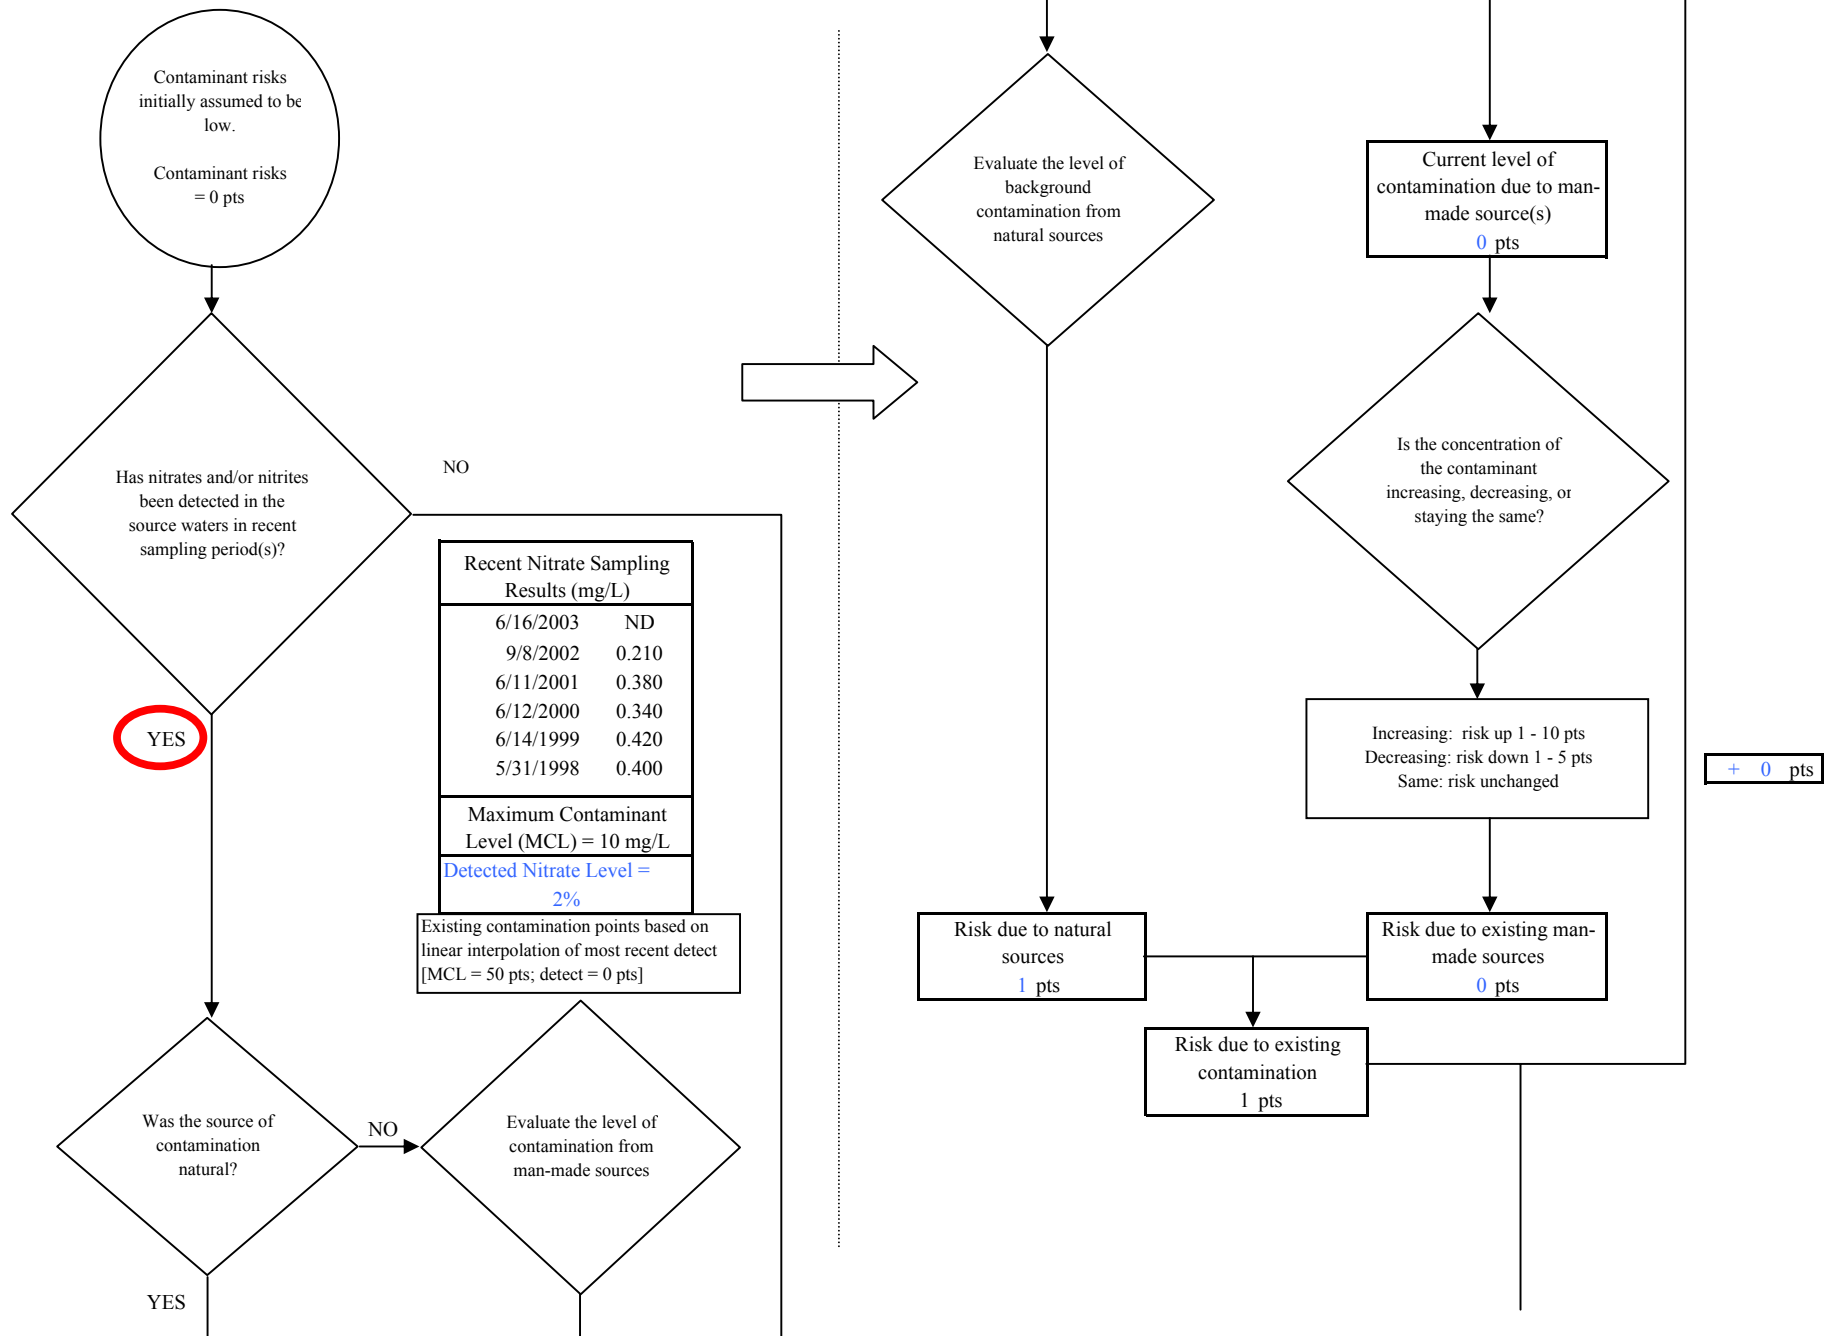 Contaminant risks
initially assumed to be
low.
Contaminant risks
= 0 pts
Has nitrates and/or nitrites
been detected in the
source waters in recent
sampling period(s)?
NO
YES
Recent Nitrate Sampling
Results (mg/L)
6/16/2003 ND
9/8/2002 0.210
6/11/2001 0.380
6/12/2000 0.340
6/14/1999 0.420
5/31/1998 0.400
Maximum Contaminant
Level (MCL) = 10 mg/L
Detected Nitrate Level =
2%
Existing contamination points based on
linear interpolation of most recent detect
[MCL = 50 pts; detect = 0 pts]
Was the source of
contamination
natural?
NO
YES
Evaluate the level of
contamination from
man-made sources
Evaluate the level of
background
contamination from
natural sources
Current level of
contamination due to man-
made source(s)
0 pts
Is the concentration of
the contaminant
increasing, decreasing, or
staying the same?
Increasing: risk up 1 - 10 pts
Decreasing: risk down 1 - 5 pts
Same: risk unchanged
+ 0 pts
Risk due to natural
sources
1 pts
Risk due to existing man-
made sources
0 pts
Risk due to existing
contamination
1 pts